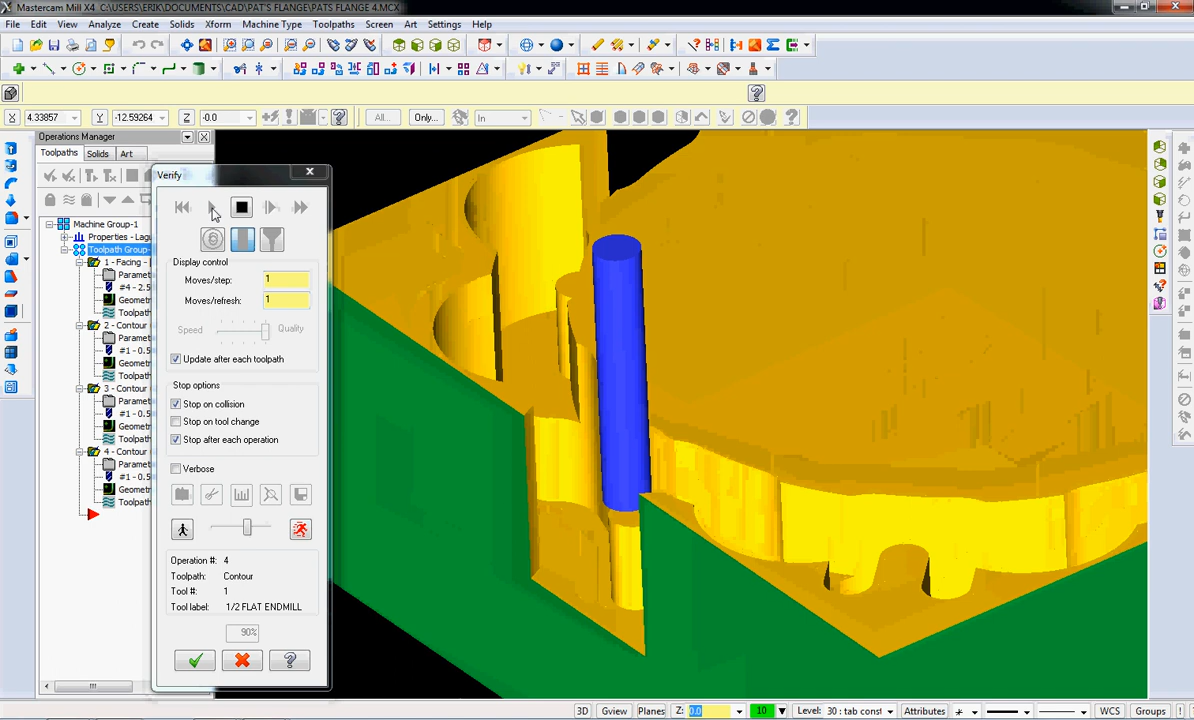 Mastercam Mill X4 C:\USERS\ERIK\DOCUMENTS\CAD\PAT'S FLANGE\PATS FLANGE 4.MCX
File Edit View Analyze Create Solids Xform Machine Type Toolpaths Screen Art Settings Help
X 4.33857 Y -12.59264 Z -0.0 All... Only... In
Operations Manager
Toolpaths Solids Art
Machine Group-1
Properties - Lagu
Toolpath Group-
1 - Facing -
Paramet
#4 - 2.5
Geometr
Toolpath
2 - Contour
Paramet
#1 - 0.5
Geometr
Toolpath
3 - Contour
Paramet
#1 - 0.5
Geometr
Toolpath
4 - Contour
Paramet
#1 - 0.5
Geometr
Toolpath
Verify
Display control
Moves/step: 1
Moves/refresh: 1
Speed Quality
Update after each toolpath
Stop options
Stop on collision
Stop on tool change
Stop after each operation
Verbose
Operation #: 4
Toolpath: Contour
Tool #: 1
Tool label: 1/2 FLAT ENDMILL
90%
3D Gview Planes Z: 0.0 10 Level: 30 : tab const Attributes WCS Groups